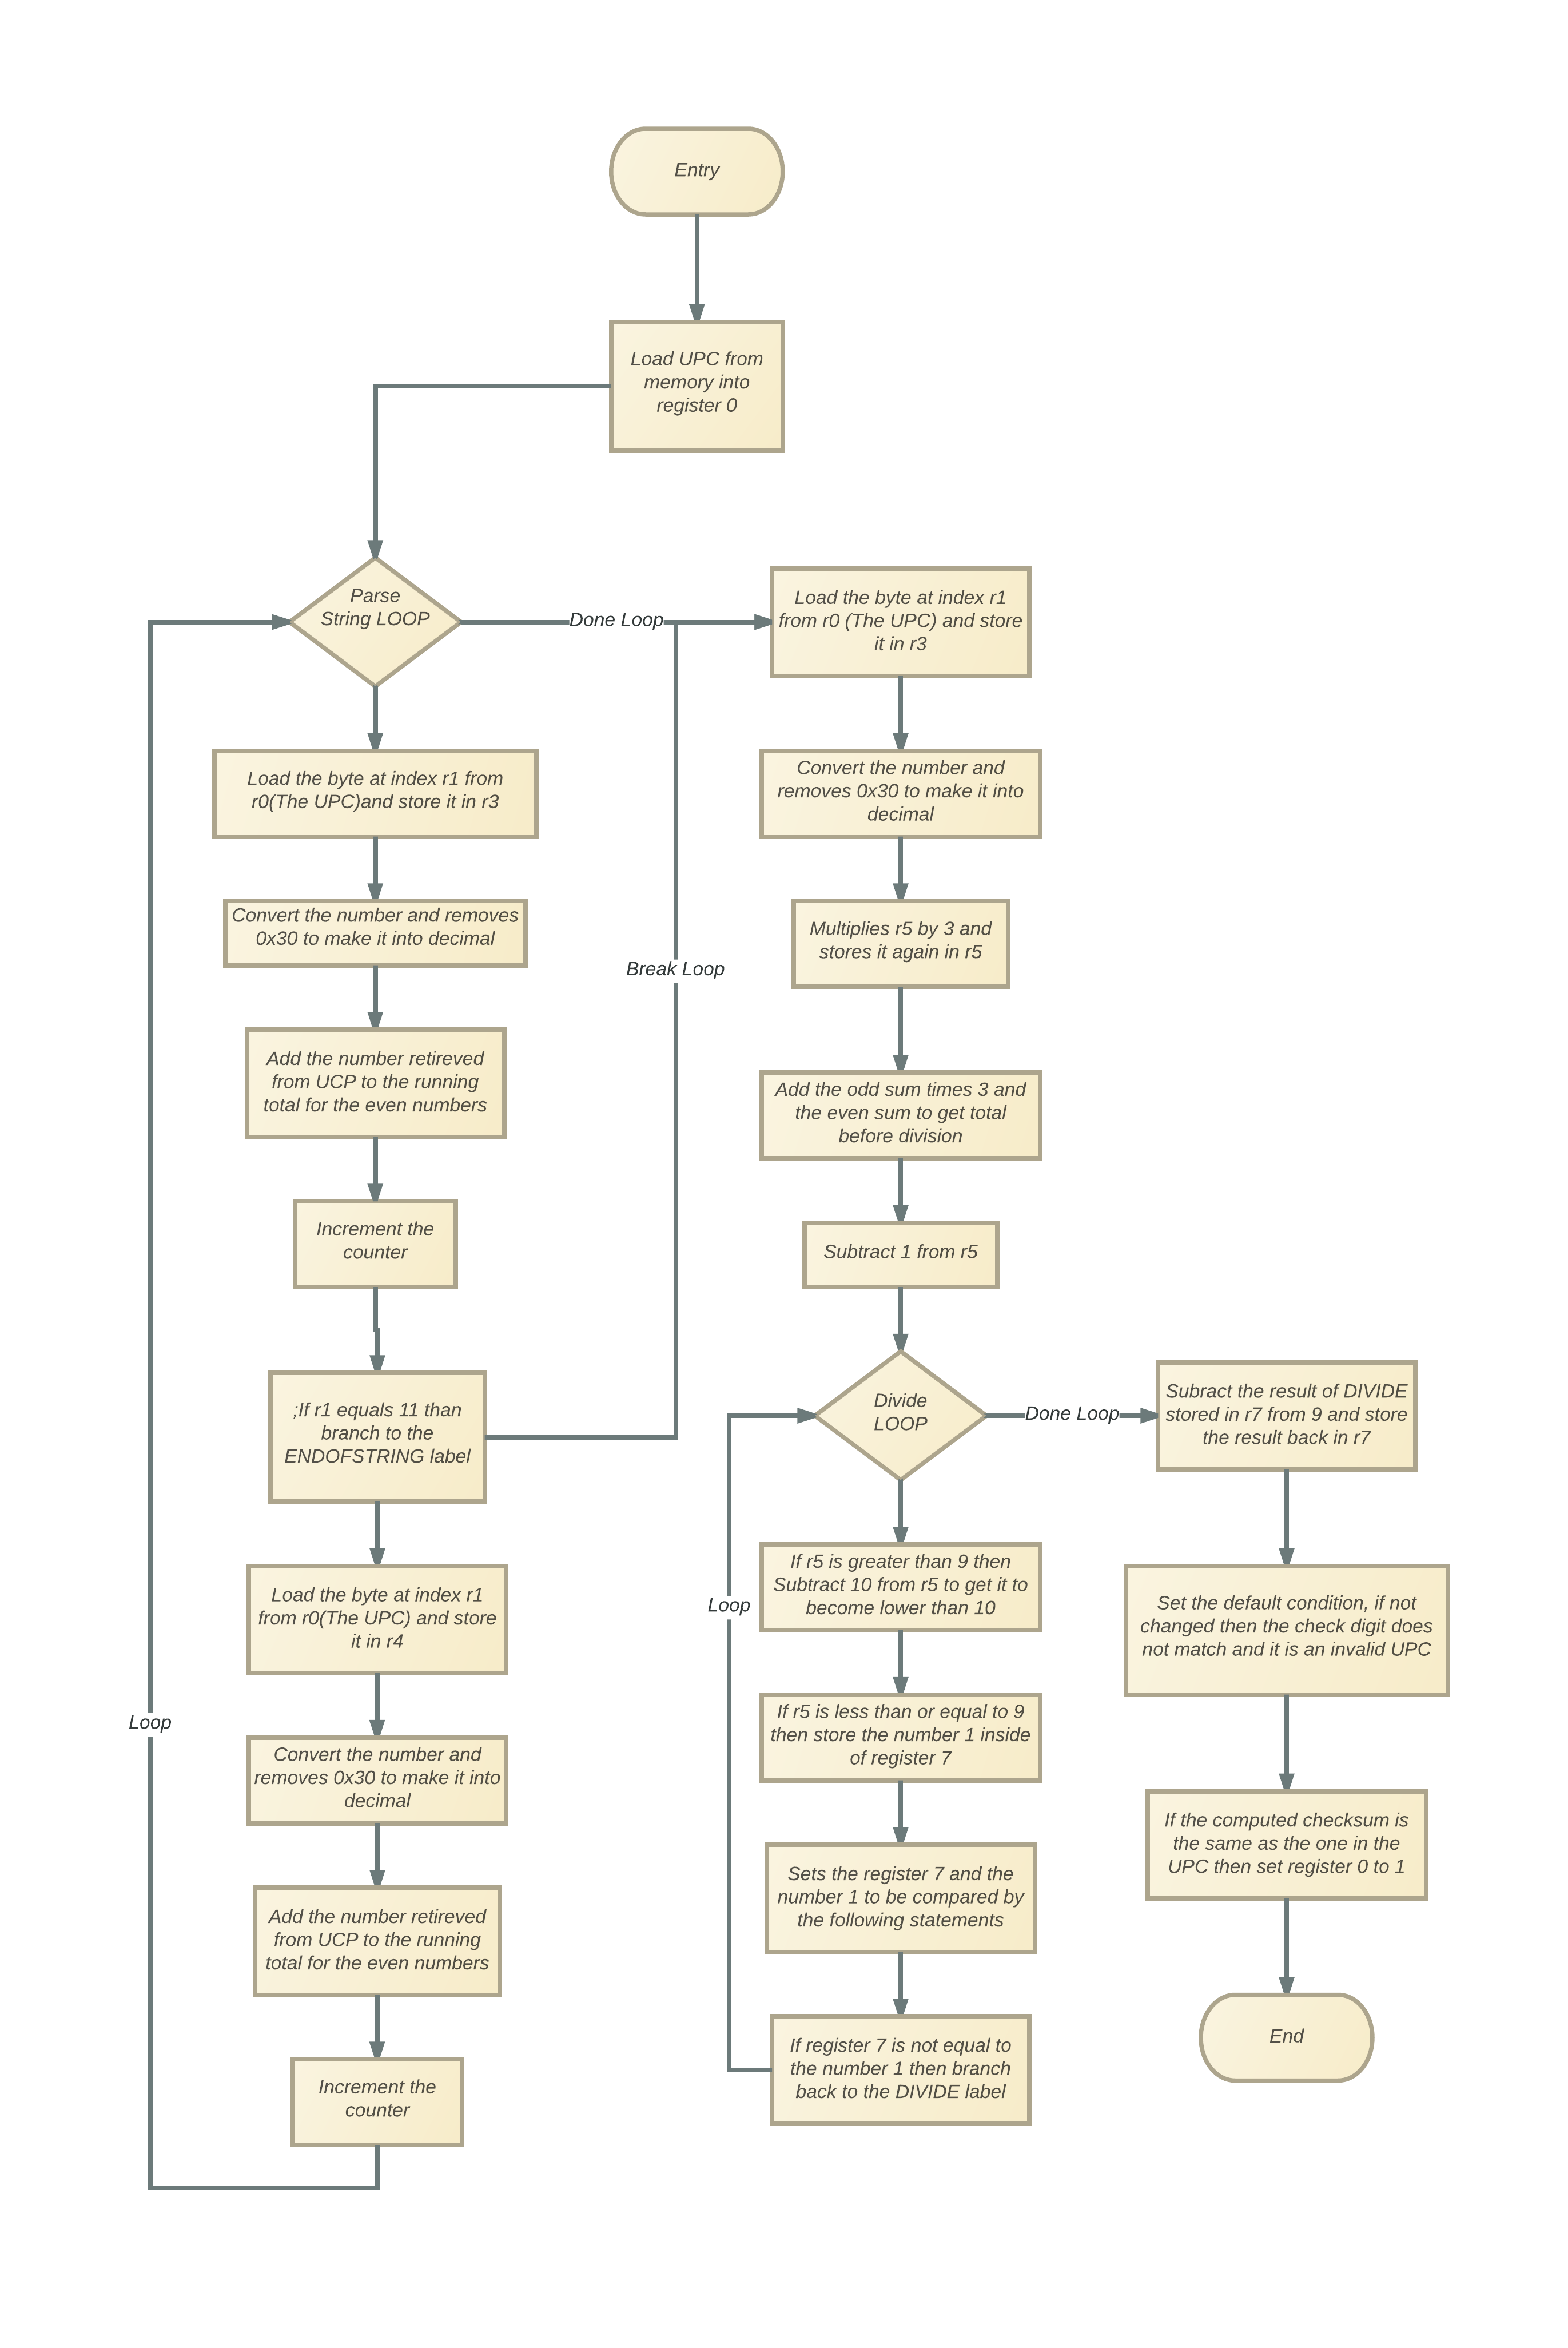 Entry
Load UPC from
memory into
register 0
Parse
String LOOP
Done Loop
Load the byte at index r1 from
r0(The UPC)and store it in r3
Convert the number and removes
0x30 to make it into decimal
Add the number retireved
from UCP to the running
total for the even numbers
Increment the
counter
;If r1 equals 11 than
branch to the
ENDOFSTRING label
Break Loop
Load the byte at index r1
from r0(The UPC) and store
it in r4
Convert the number and
removes 0x30 to make it into
decimal
Add the number retireved
from UCP to the running
total for the even numbers
Increment the
counter
Loop
Load the byte at index r1
from r0 (The UPC) and store
it in r3
Convert the number and
removes 0x30 to make it into
decimal
Multiplies r5 by 3 and
stores it again in r5
Add the odd sum times 3 and
the even sum to get total
before division
Subtract 1 from r5
Divide
LOOP
Done Loop
If r5 is greater than 9 then
Subtract 10 from r5 to get it to
become lower than 10
If r5 is less than or equal to 9
then store the number 1 inside
of register 7
Sets the register 7 and the
number 1 to be compared by
the following statements
If register 7 is not equal to
the number 1 then branch
back to the DIVIDE label
Loop
Subract the result of DIVIDE
stored in r7 from 9 and store
the result back in r7
Set the default condition, if not
changed then the check digit does
not match and it is an invalid UPC
If the computed checksum is
the same as the one in the
UPC then set register 0 to 1
End